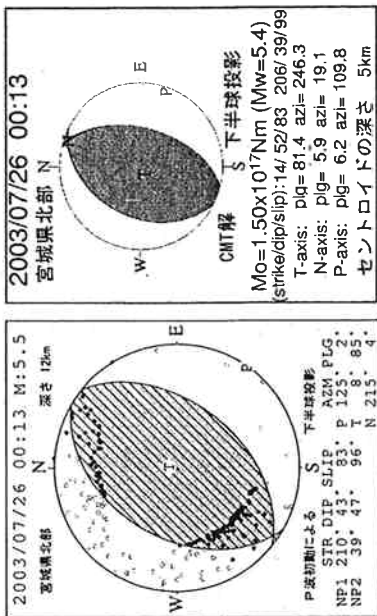 2003/07/26 00:13
宮城県北部
N
N
E
P
T
W
S
下半球投影
CMT解
Mo=1.50x10¹⁷Nm (Mw=5.4)
(strike/dip/slip):14/ 52/83 206/ 39/99
T-axis: plg= 81.4 azi= 246.3
N-axis: plg= 5.9 azi= 19.1
P-axis: plg= 6.2 azi= 109.8
セントロイドの深さ 5km
2003/07/26 00:13 M:5.5
宮城県北部 深さ 12km
N
E
P
T
W
S
P波初動による 下半球投影
STR DIP SLIP AZM PLG
NP1 210° 43° 83° P 125° 2°
NP2 39° 47° 96° T 8° 85°
N 215° 4°